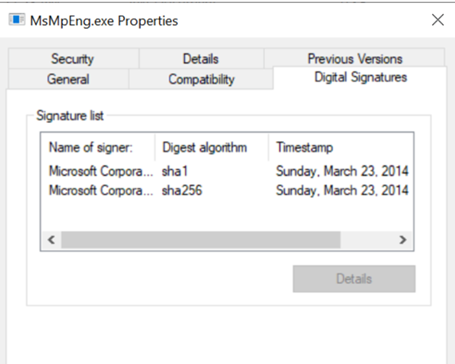 MsMpEng.exe Properties
Security Details Previous Versions
General Compatibility Digital Signatures
Signature list
Name of signer: Digest algorithm Timestamp
Microsoft Corpora... sha1 Sunday, March 23, 2014
Microsoft Corpora... sha256 Sunday, March 23, 2014
Details